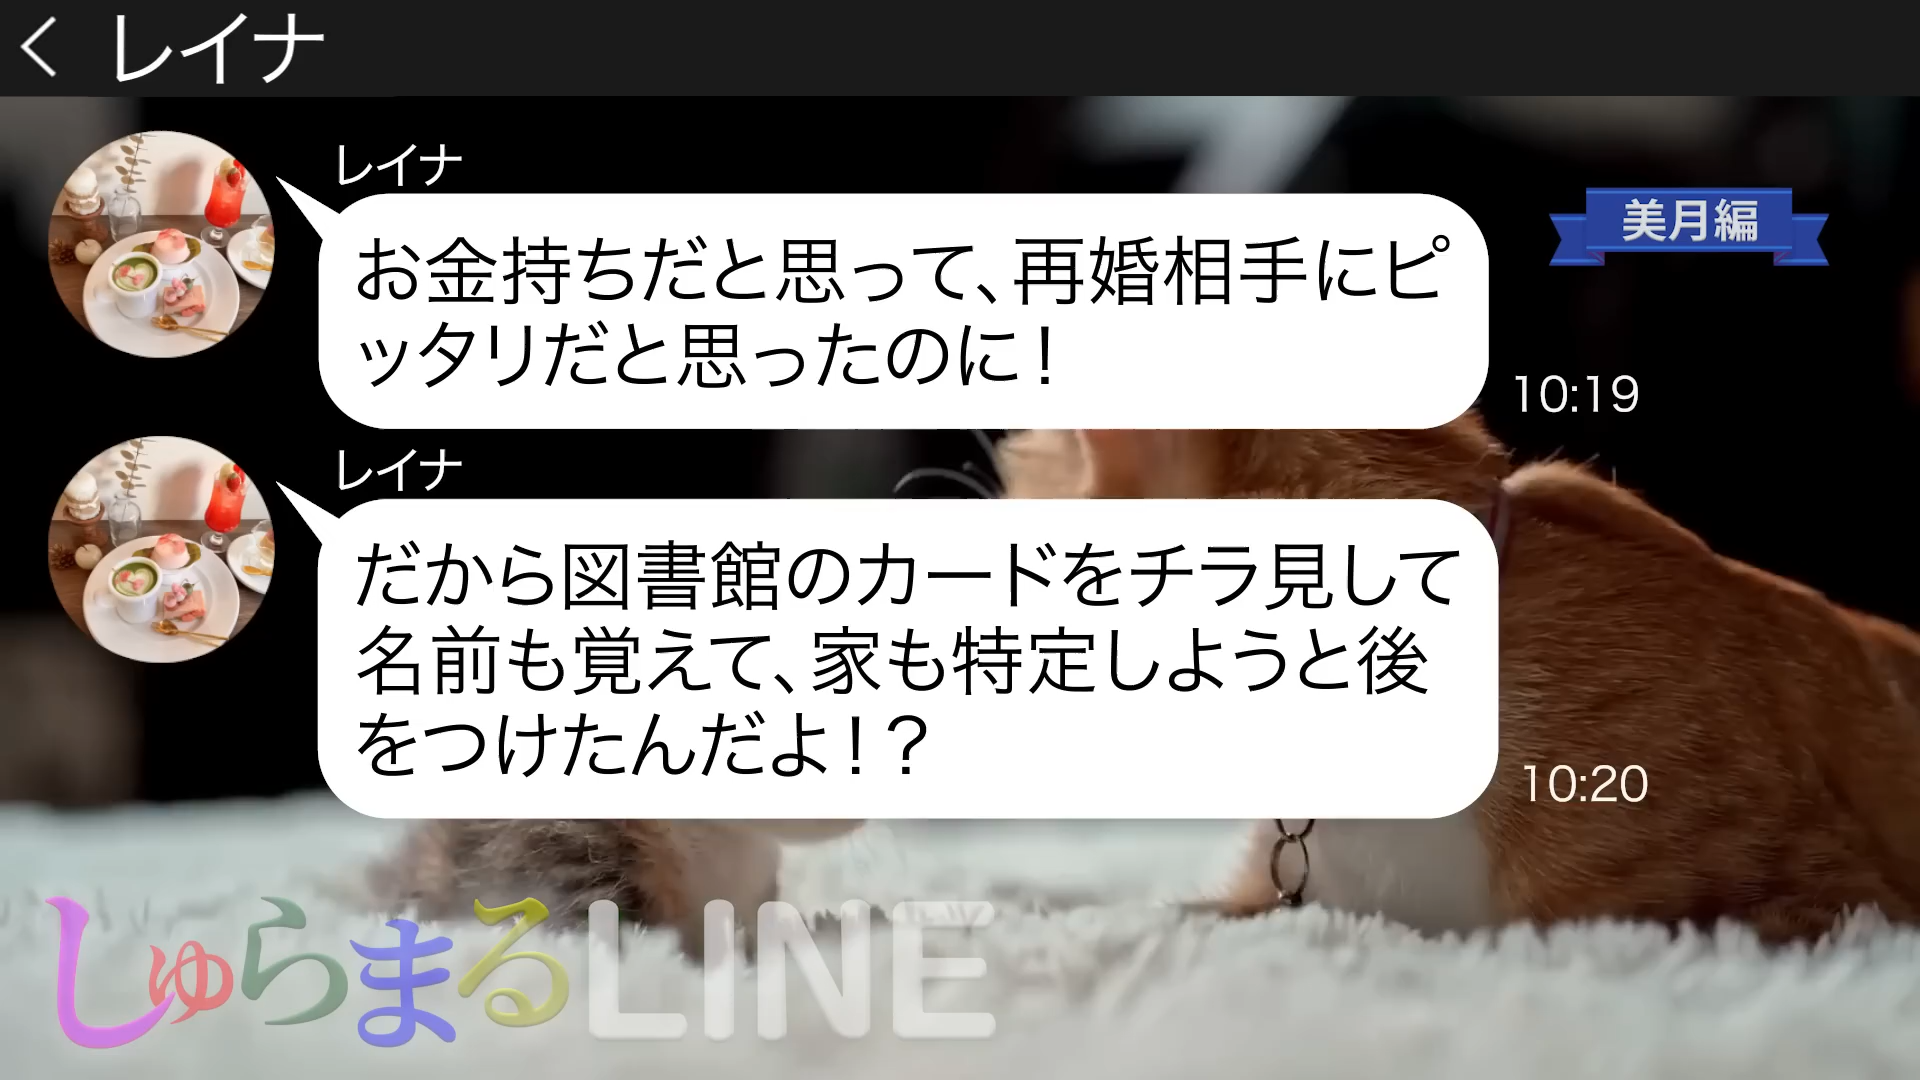 レイナ
レイナ
美月編
お金持ちだと思って、再婚相手にピ
ッタリだと思ったのに！
10:19
レイナ
だから図書館のカードをチラ見して
名前も覚えて、家も特定しようと後
をつけたんだよ！？
10:20
しゅらまるLINE